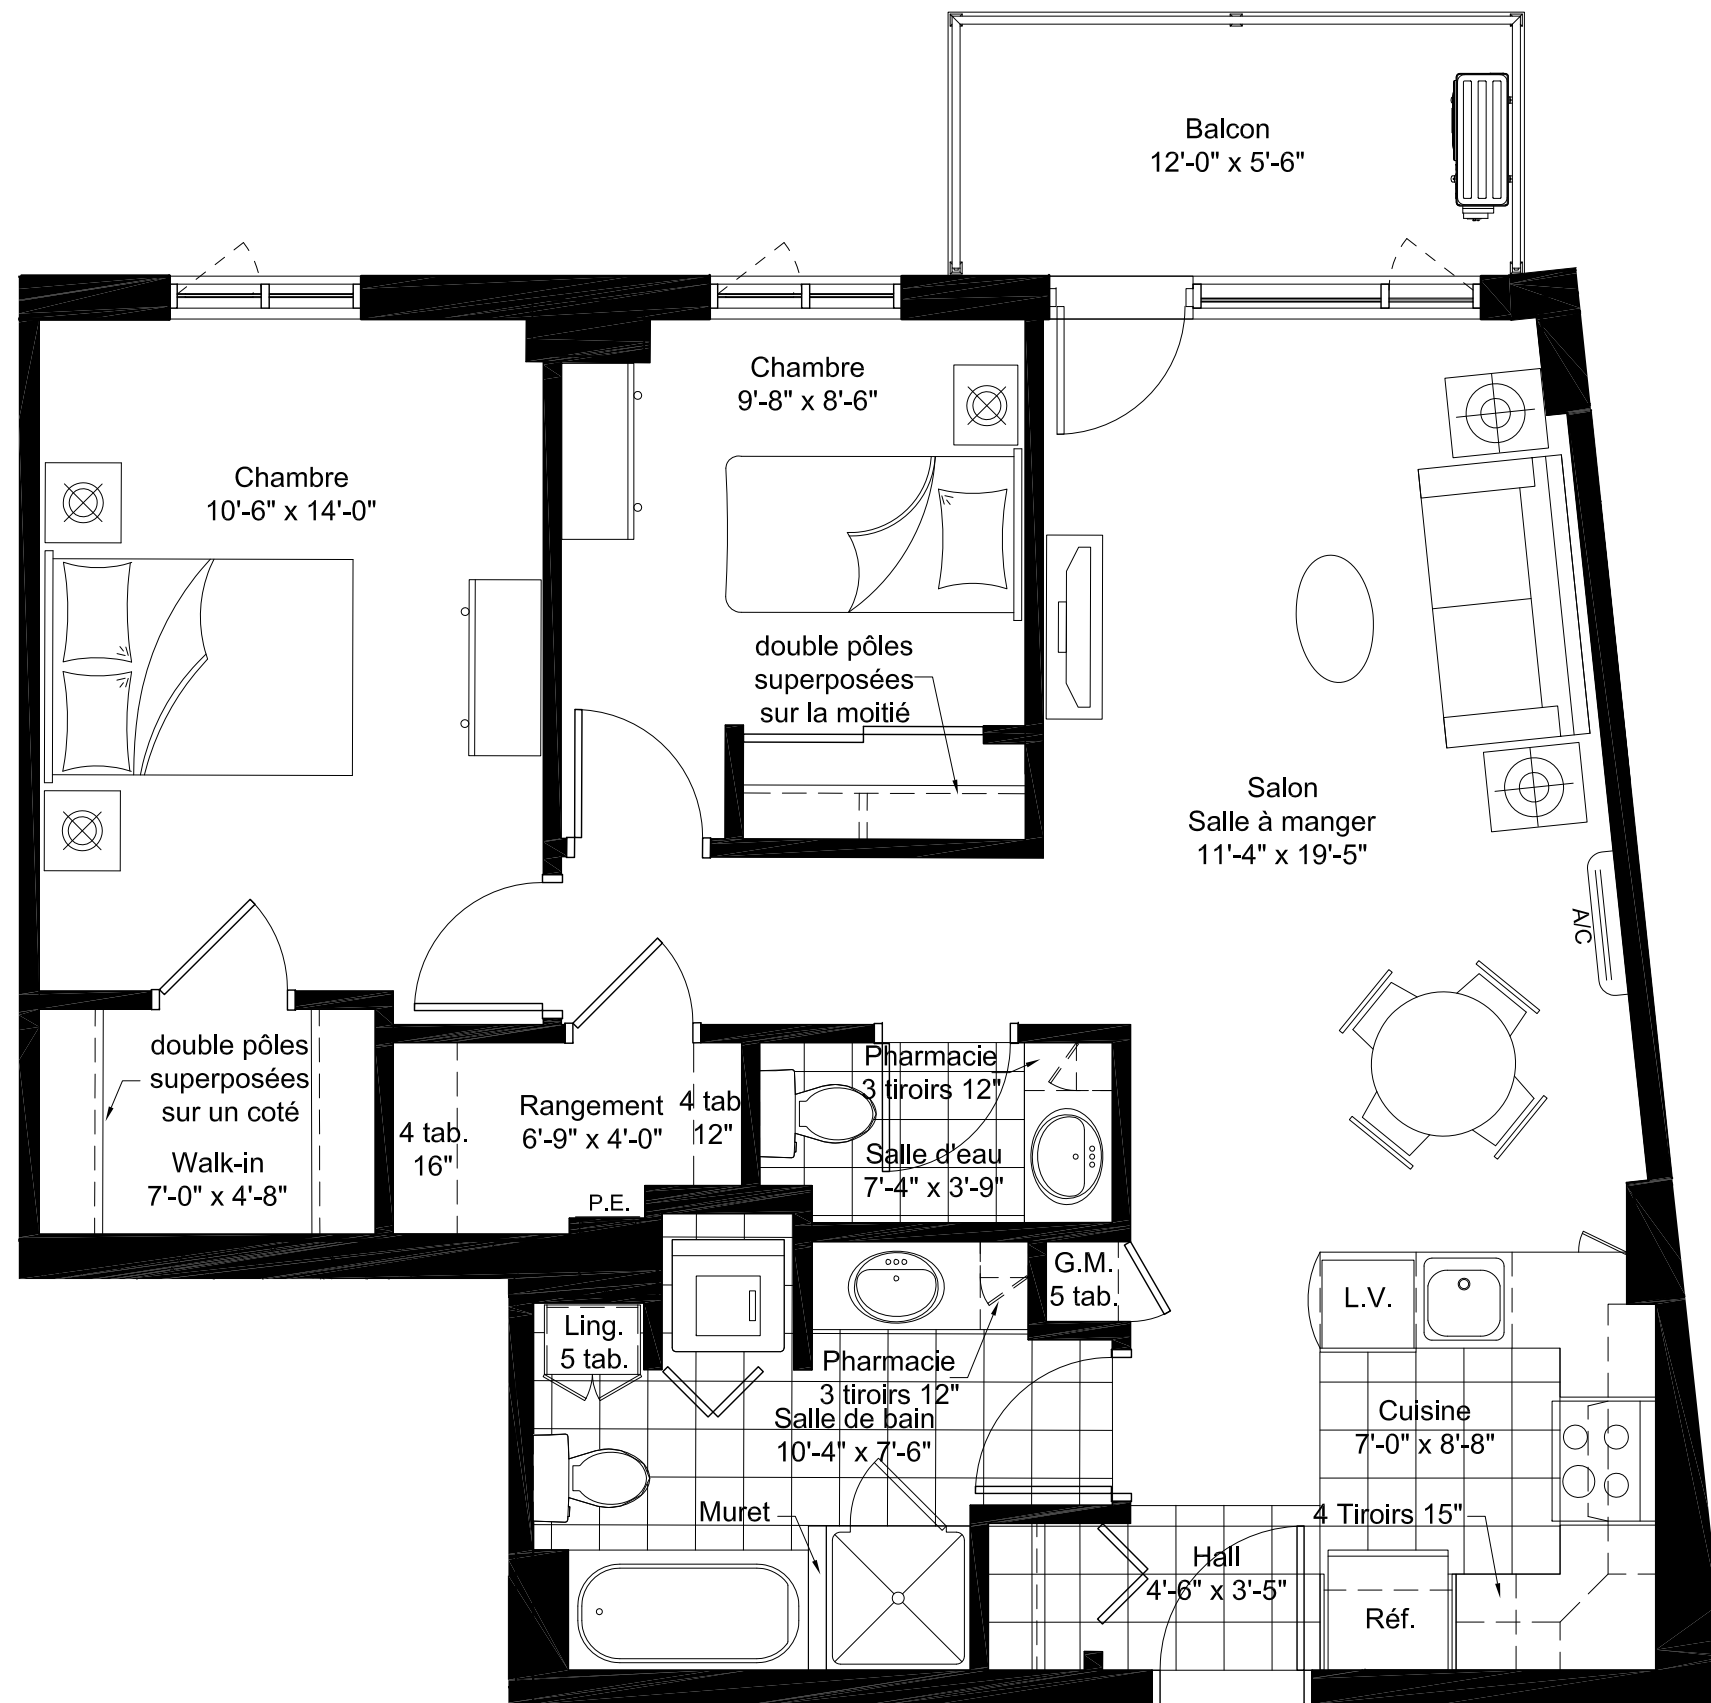 Balcon
12'-0" x 5'-6"
Chambre
9'-8" x 8'-6"
Chambre
10'-6" x 14'-0"
double pôles
superposées
sur la moitié
Salon
Salle à manger
11'-4" x 19'-5"
A/C
double pôles
superposées
sur un coté
Walk-in
7'-0" x 4'-8"
4 tab.
16"
Rangement
6'-9" x 4'-0"
4 tab
12"
P.E.
Pharmacie
3 tiroirs 12"
Salle d'eau
7'-4" x 3'-9"
G.M.
5 tab.
L.V.
Ling.
5 tab.
Pharmacie
3 tiroirs 12"
Salle de bain
10'-4" x 7'-6"
Cuisine
7'-0" x 8'-8"
Muret
4 Tiroirs 15"
Hall
4'-6" x 3'-5"
Réf.